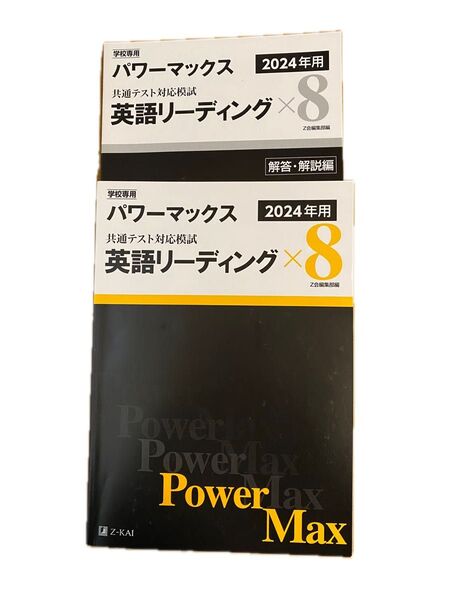 学校専用
パワーマックス 2024年用
共通テスト対応模試
英語リーディング×8
Z会編集部編
解答・解説編
学校専用
パワーマックス 2024年用
共通テスト対応模試
英語リーディング×8
Z会編集部編
Power Max
Power Max
Power
Max
Z-KAI